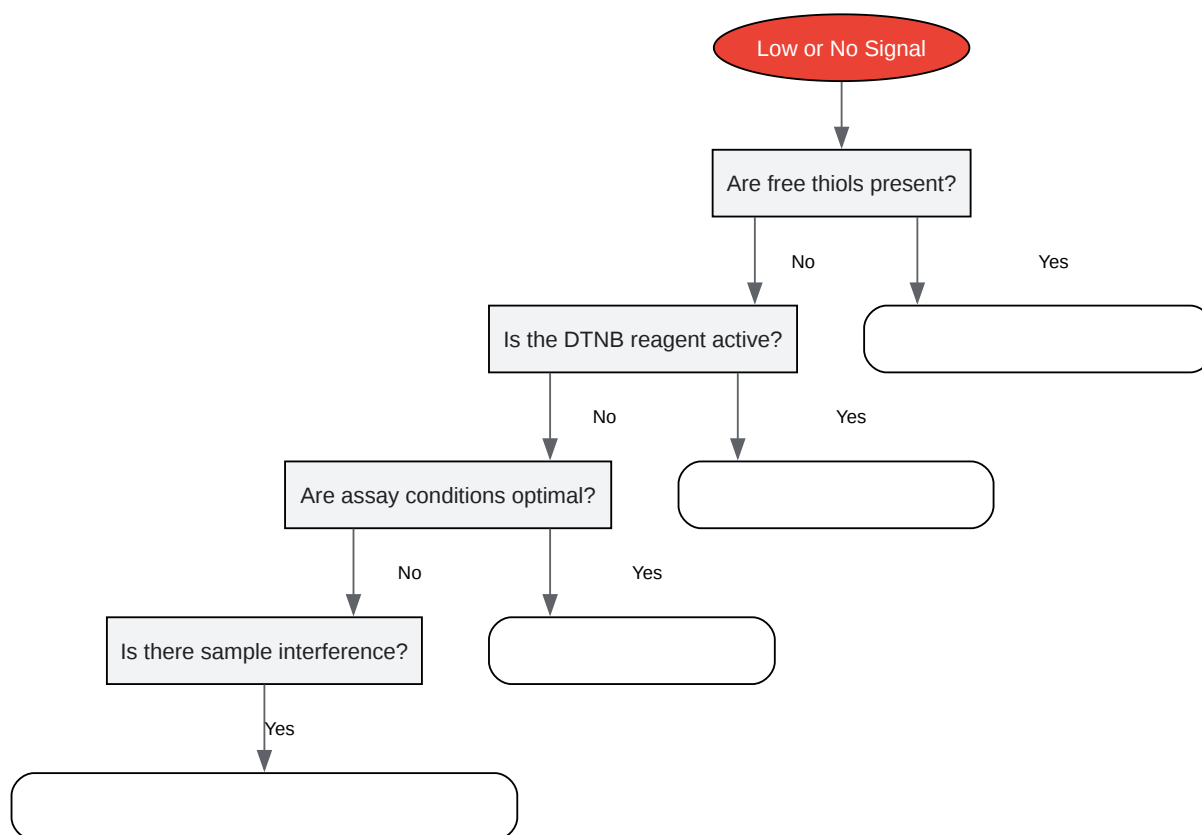 Low or No Signal
Are free thiols present?
No
Yes
Is the DTNB reagent active?
No
Yes
Are assay conditions optimal?
No
Yes
Is there sample interference?
Yes